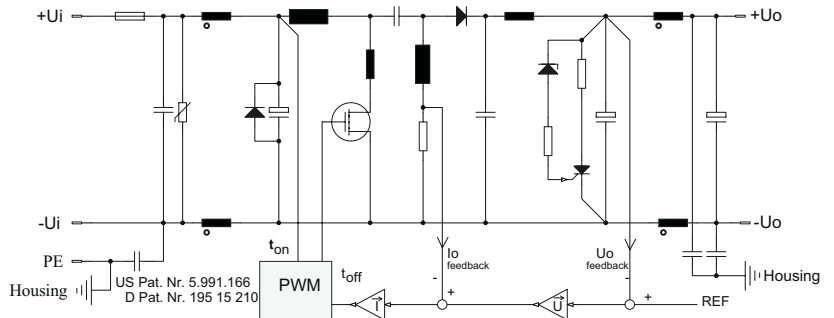 +Ui
+Uo
-Ui
-Uo
PE
Housing
US Pat. Nr. 5.991.166
D Pat. Nr. 195 15 210
ton
toff
PWM
I
Io
feedback
-
+
U
Uo
feedback
-
+
REF
Housing